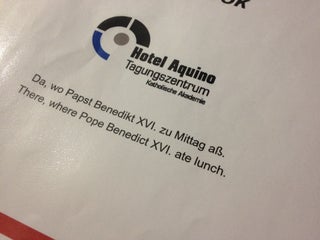 OK
Hotel Aquino
Tagungszentrum
Katholische Akademie
Da, wo Papst Benedikt XVI. zu Mittag aß.
There, where Pope Benedict XVI. ate lunch.